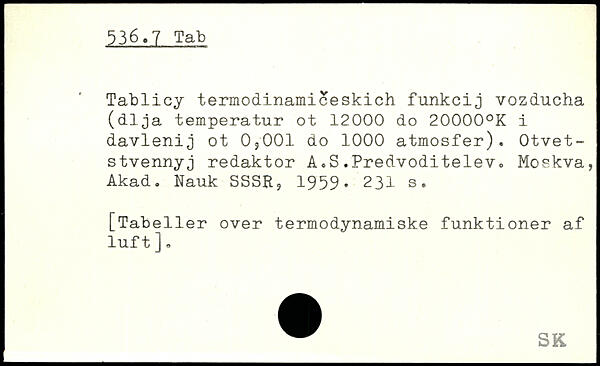 536.7 Tab
Tablicy termodinamičeskich funkcij vozducha
(dlja temperatur ot 12000 do 20000°K i
davlenij ot 0,001 do 1000 atmosfer). Otvet-
stvennyj redaktor A.S.Predvoditelev. Moskva,
Akad. Nauk SSSR, 1959. 231 s.
[Tabeller over termodynamiske funktioner af
luft].
SK